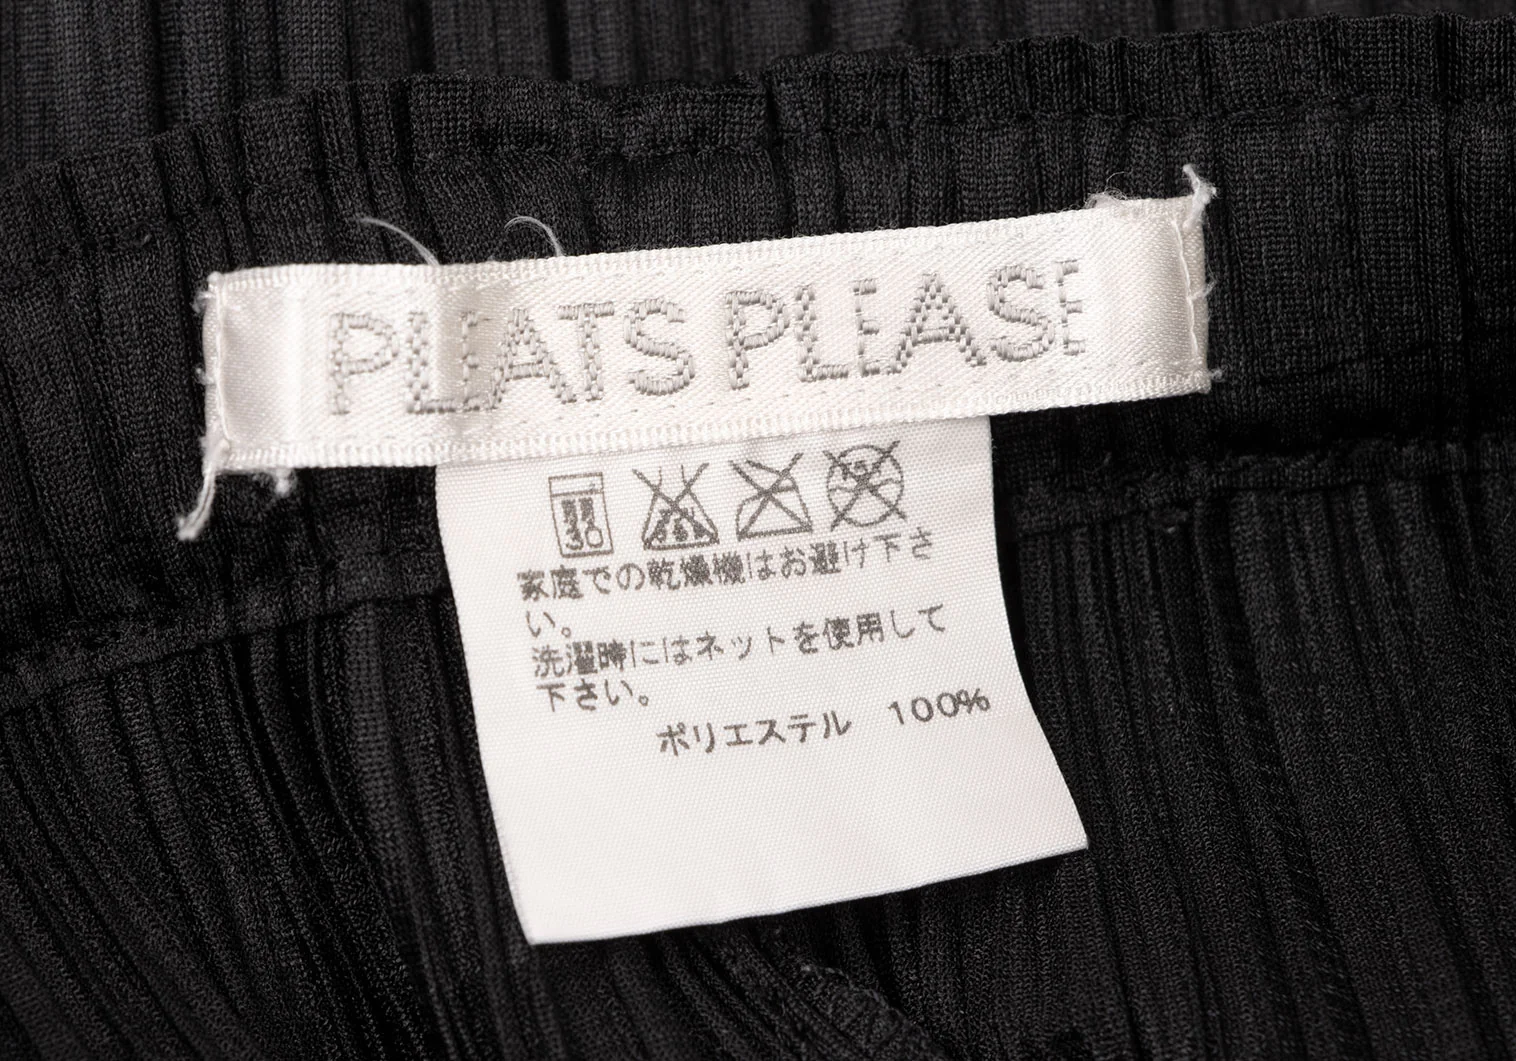 PLEATS PLEASE
30
家庭での乾燥機はお避け下さ
い。
洗濯時にはネットを使用して
下さい。
ポリエステル 100%